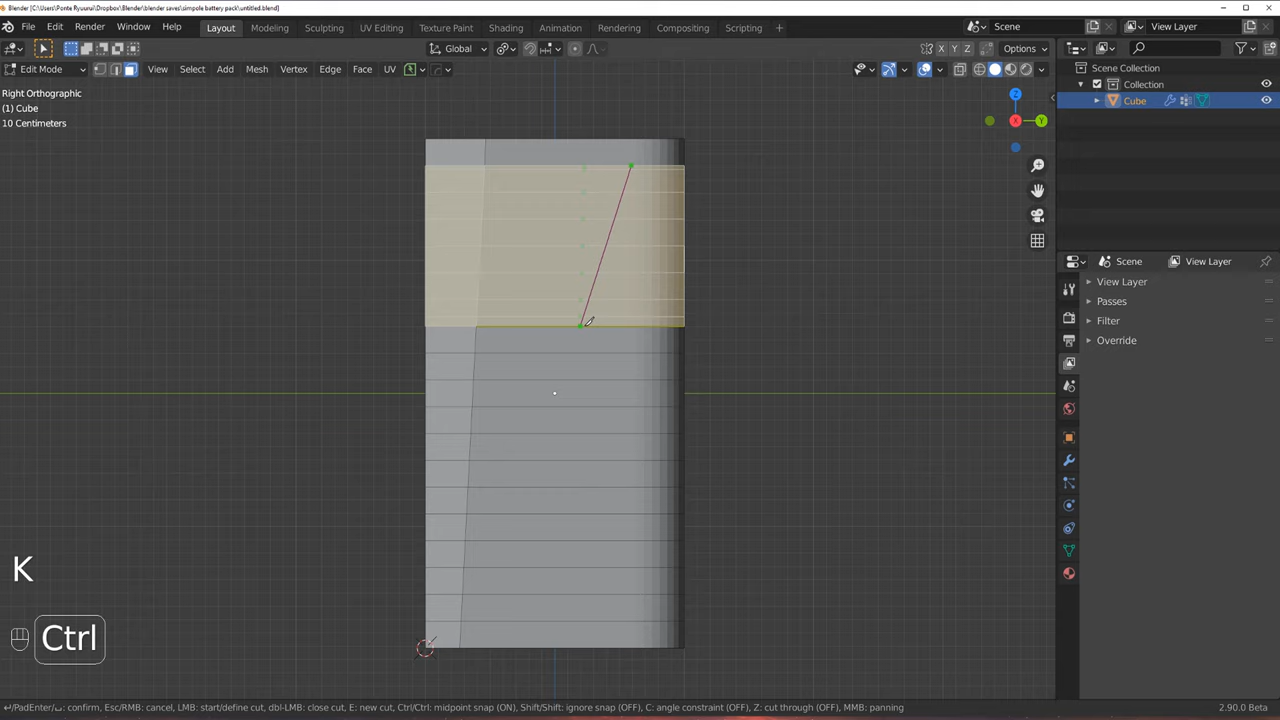 Blender [C:\Users\Ponte Ryuurui\Dropbox\Blender\blender saves\simpole battery pack\untitled.blend]
File Edit Render Window Help Layout Modeling Sculpting UV Editing Texture Paint Shading Animation Rendering Compositing Scripting + Scene View Layer
Global X Y Z Options
Edit Mode View Select Add Mesh Vertex Edge Face UV
Scene Collection
Collection
Cube
Right Orthographic
(1) Cube
10 Centimeters
Z
X
Y
Scene View Layer
View Layer
Passes
Filter
Override
K
Ctrl
↵/PadEnter/␣: confirm, Esc/RMB: cancel, LMB: start/define cut, dbl-LMB: close cut, E: new cut, Ctrl/Ctrl: midpoint snap (ON), Shift/Shift: ignore snap (OFF), C: angle constraint (OFF), Z: cut through (OFF), MMB: panning
2.90.0 Beta